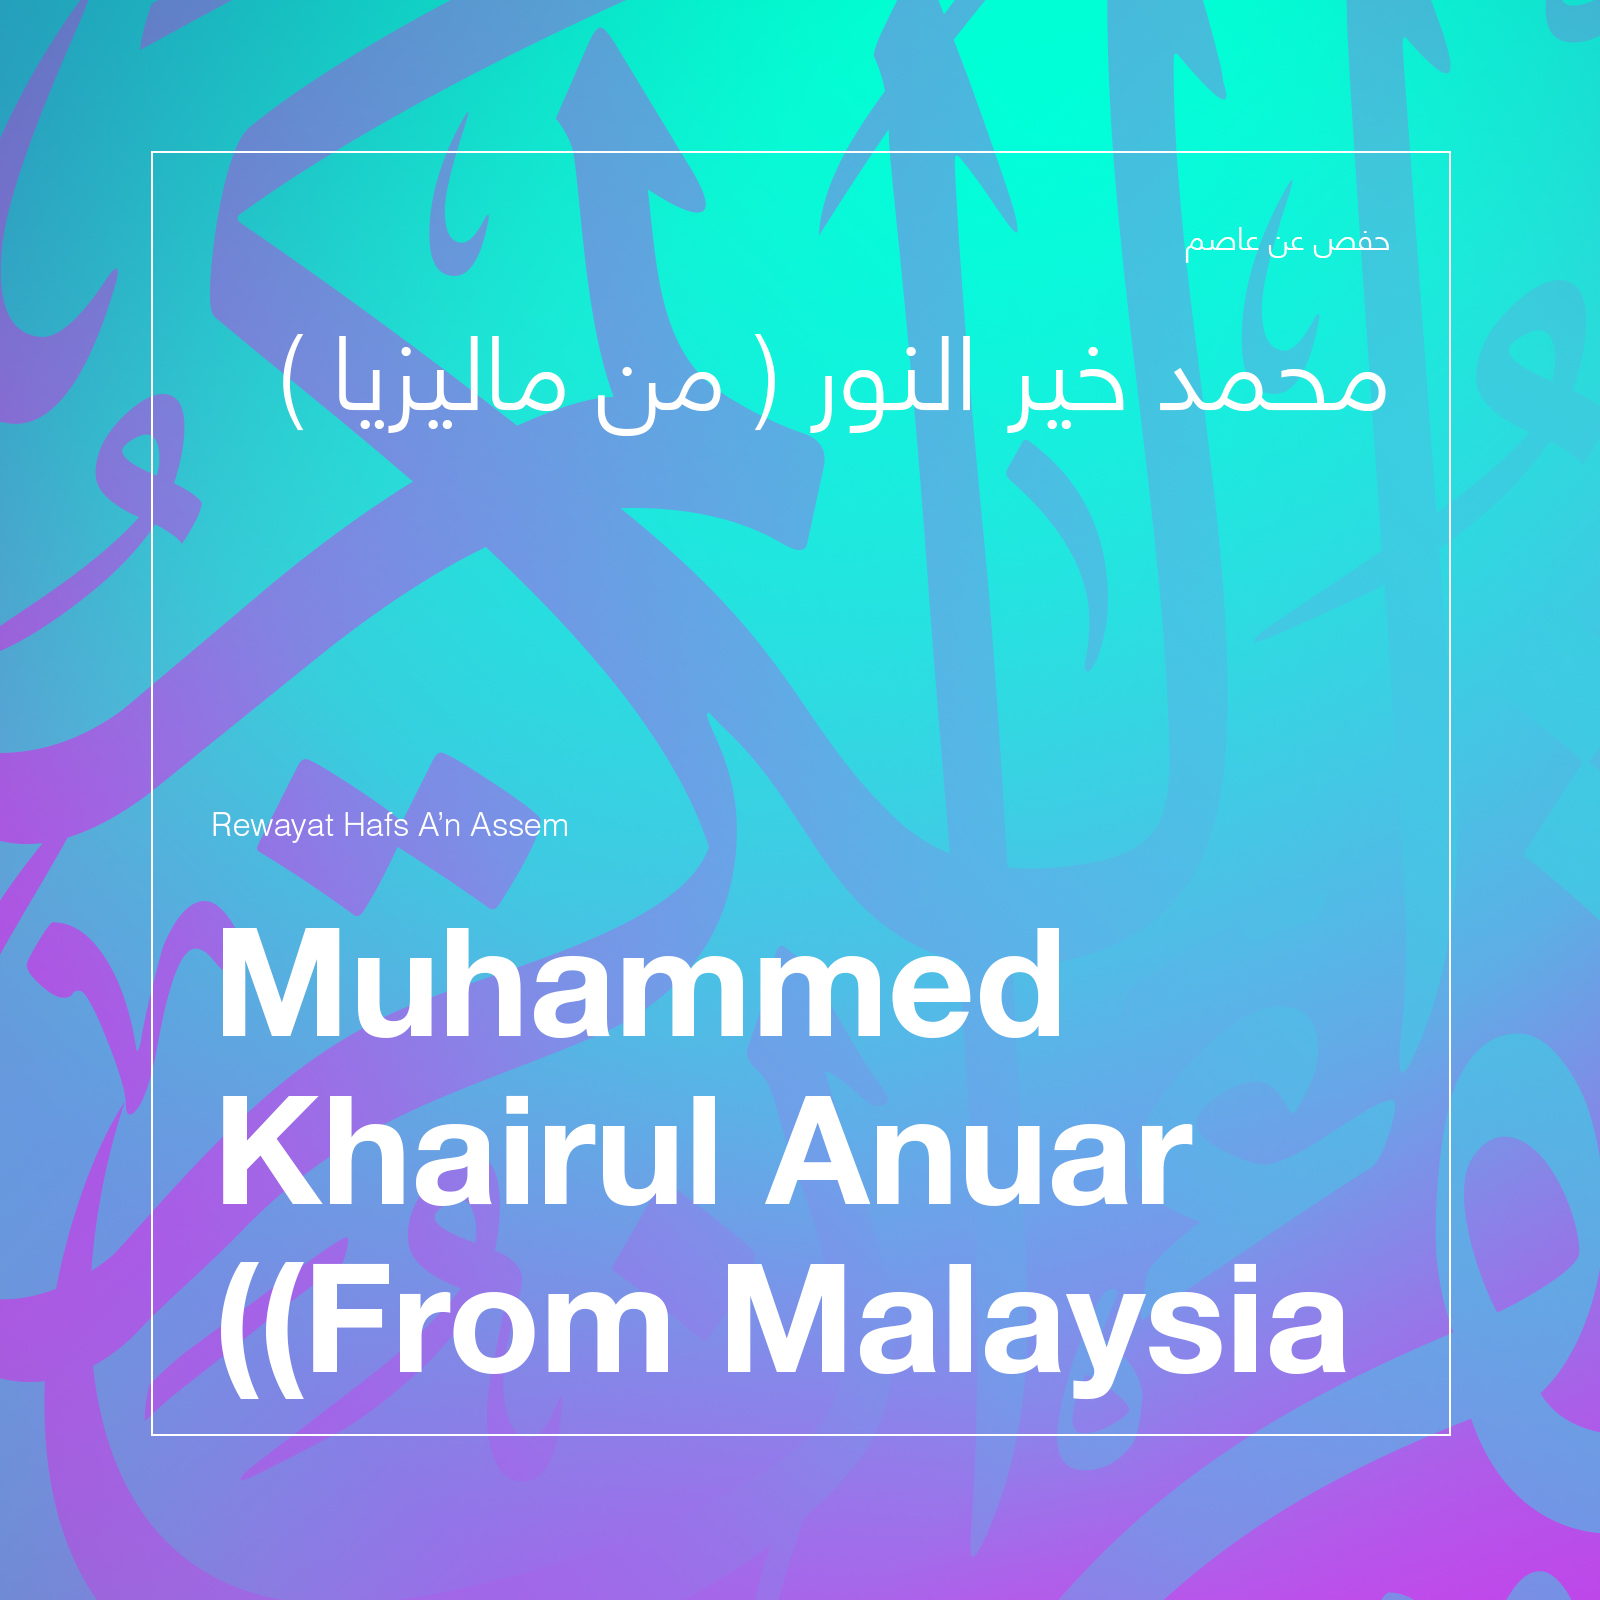 حفص عن عاصم
محمد خير النور ( من ماليزيا )
Rewayat Hafs A’n Assem
Muhammed
Khairul Anuar
((From Malaysia